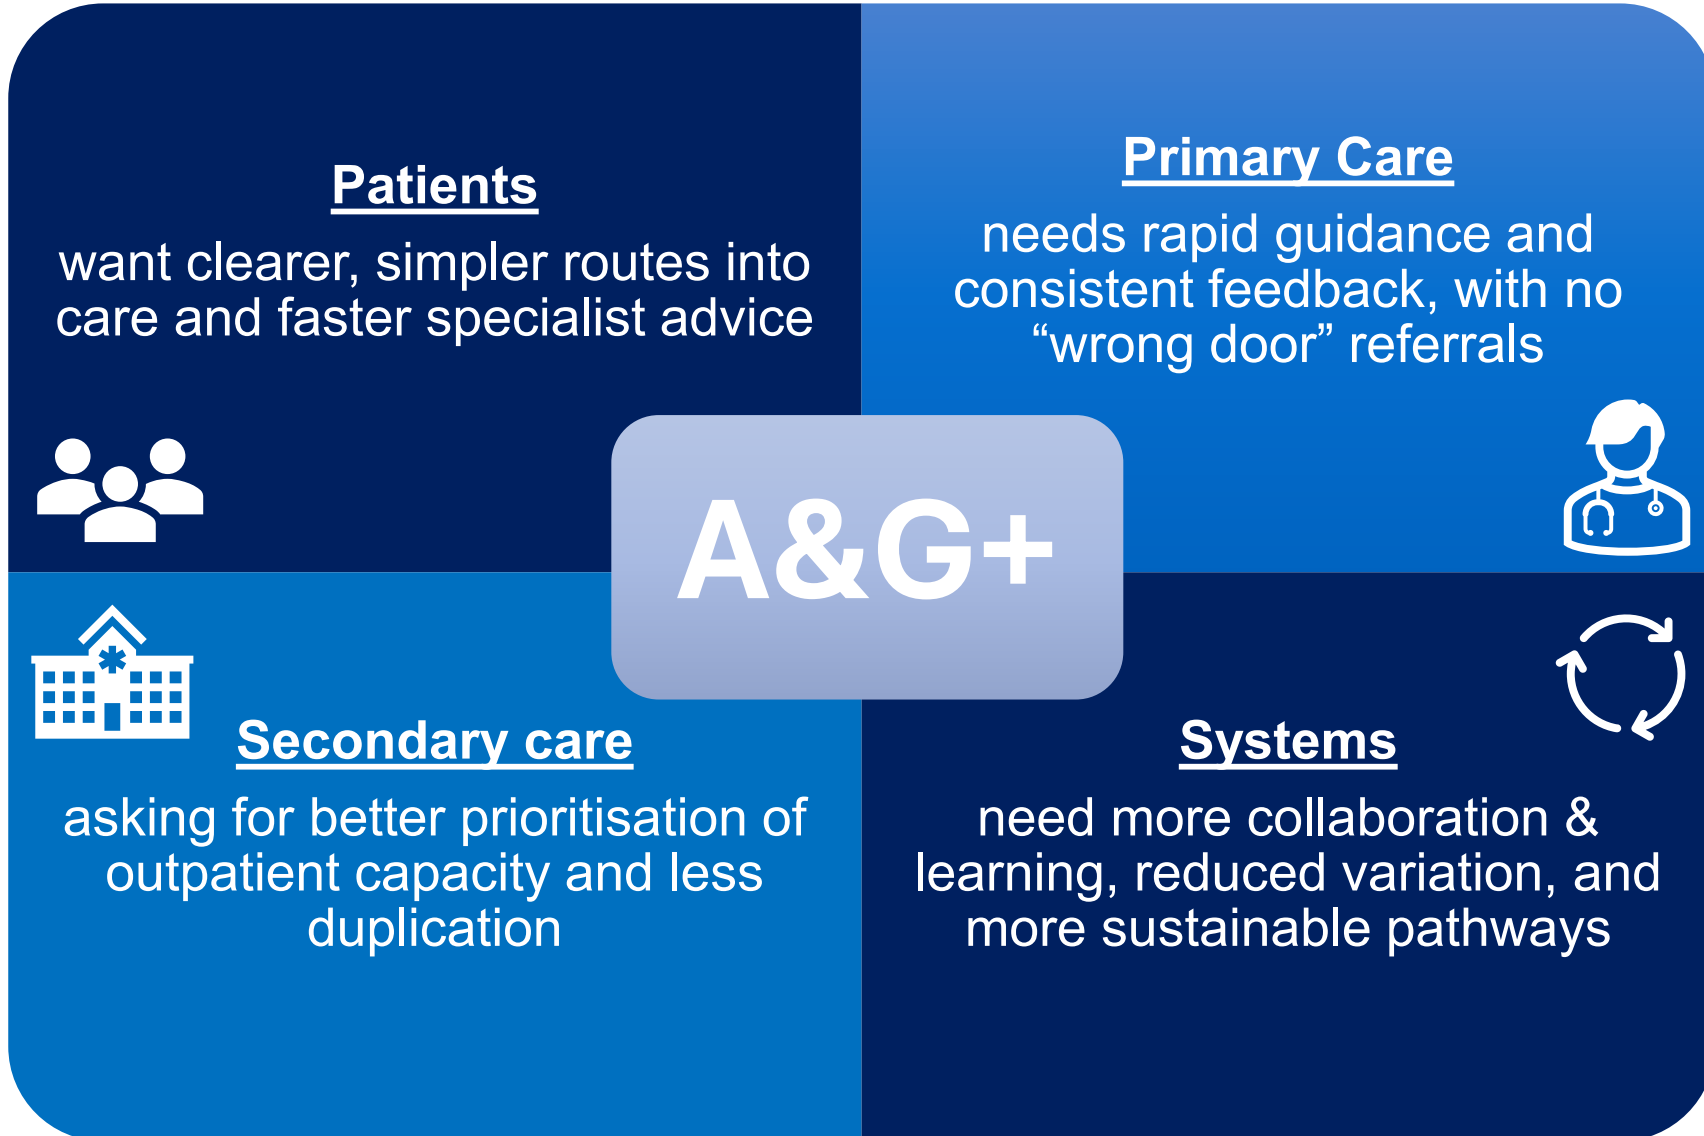 Patients
want clearer, simpler routes into
care and faster specialist advice
Primary Care
needs rapid guidance and
consistent feedback, with no
“wrong door” referrals
A&G+
Secondary care
asking for better prioritisation of
outpatient capacity and less
duplication
Systems
need more collaboration &
learning, reduced variation, and
more sustainable pathways